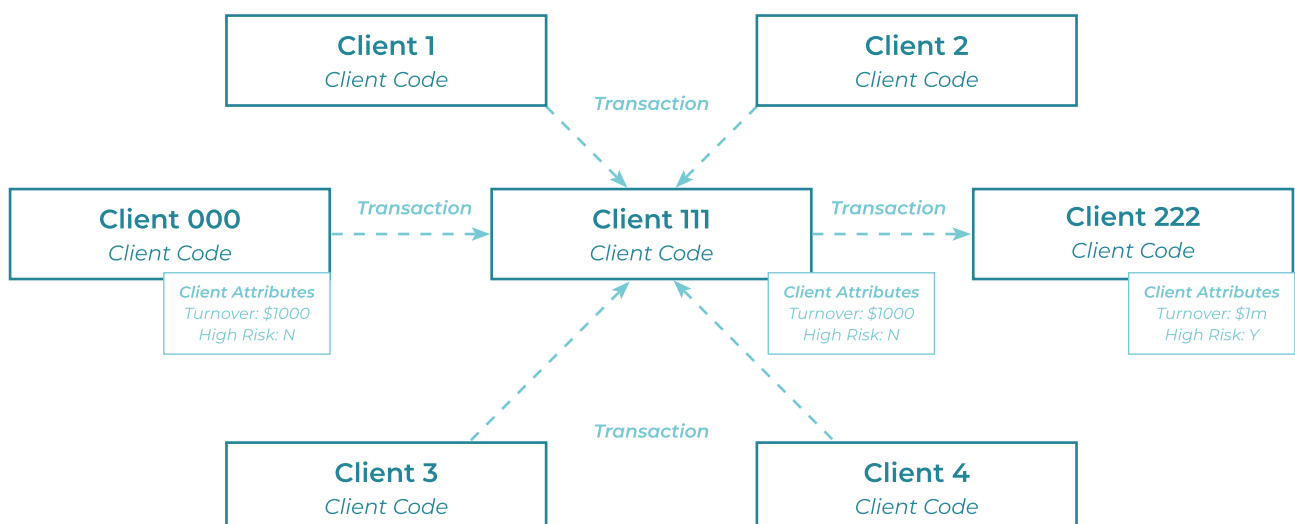 Client 1
Client Code
Client 2
Client Code
Transaction
Client 000
Client Code
Transaction
Client 111
Client Code
Transaction
Client 222
Client Code
Client Attributes
Turnover: $1000
High Risk: N
Client Attributes
Turnover: $1000
High Risk: N
Client Attributes
Turnover: $1m
High Risk: Y
Transaction
Client 3
Client Code
Client 4
Client Code